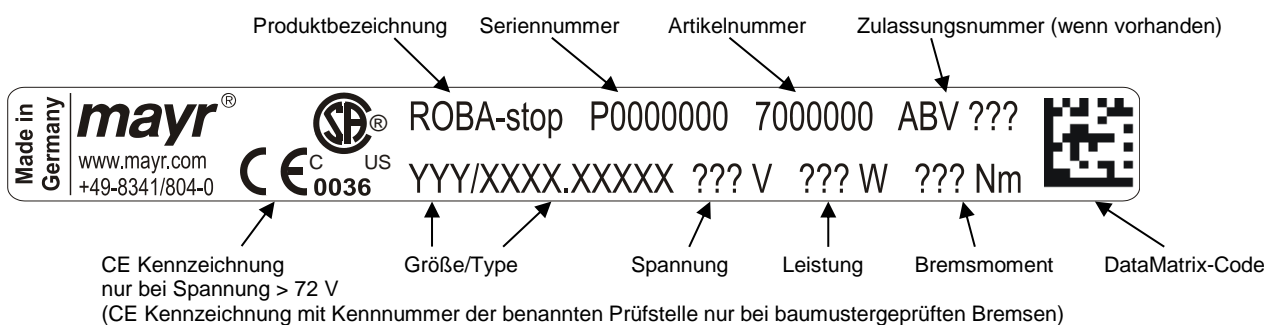 Produktbezeichnung Seriennummer Artikelnummer Zulassungsnummer (wenn vorhanden)
Made in
Germany
mayr®
www.mayr.com
+49-8341/804-0
CE
0036
SA®
C US
ROBA-stop P0000000 7000000 ABV ???
YYY/XXXX.XXXXX ??? V ??? W ??? Nm
CE Kennzeichnung Größe/Type Spannung Leistung Bremsmoment DataMatrix-Code
nur bei Spannung > 72 V
(CE Kennzeichnung mit Kennnummer der benannten Prüfstelle nur bei baumustergeprüften Bremsen)